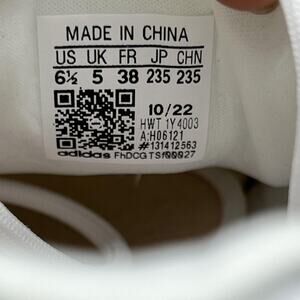 MADE IN CHINA
US UK FR JP CHN
6½ 5 38 235 235
10/22
HWT 1Y4003
A:H06121
#131412563
adidas FhDCGTSf00027